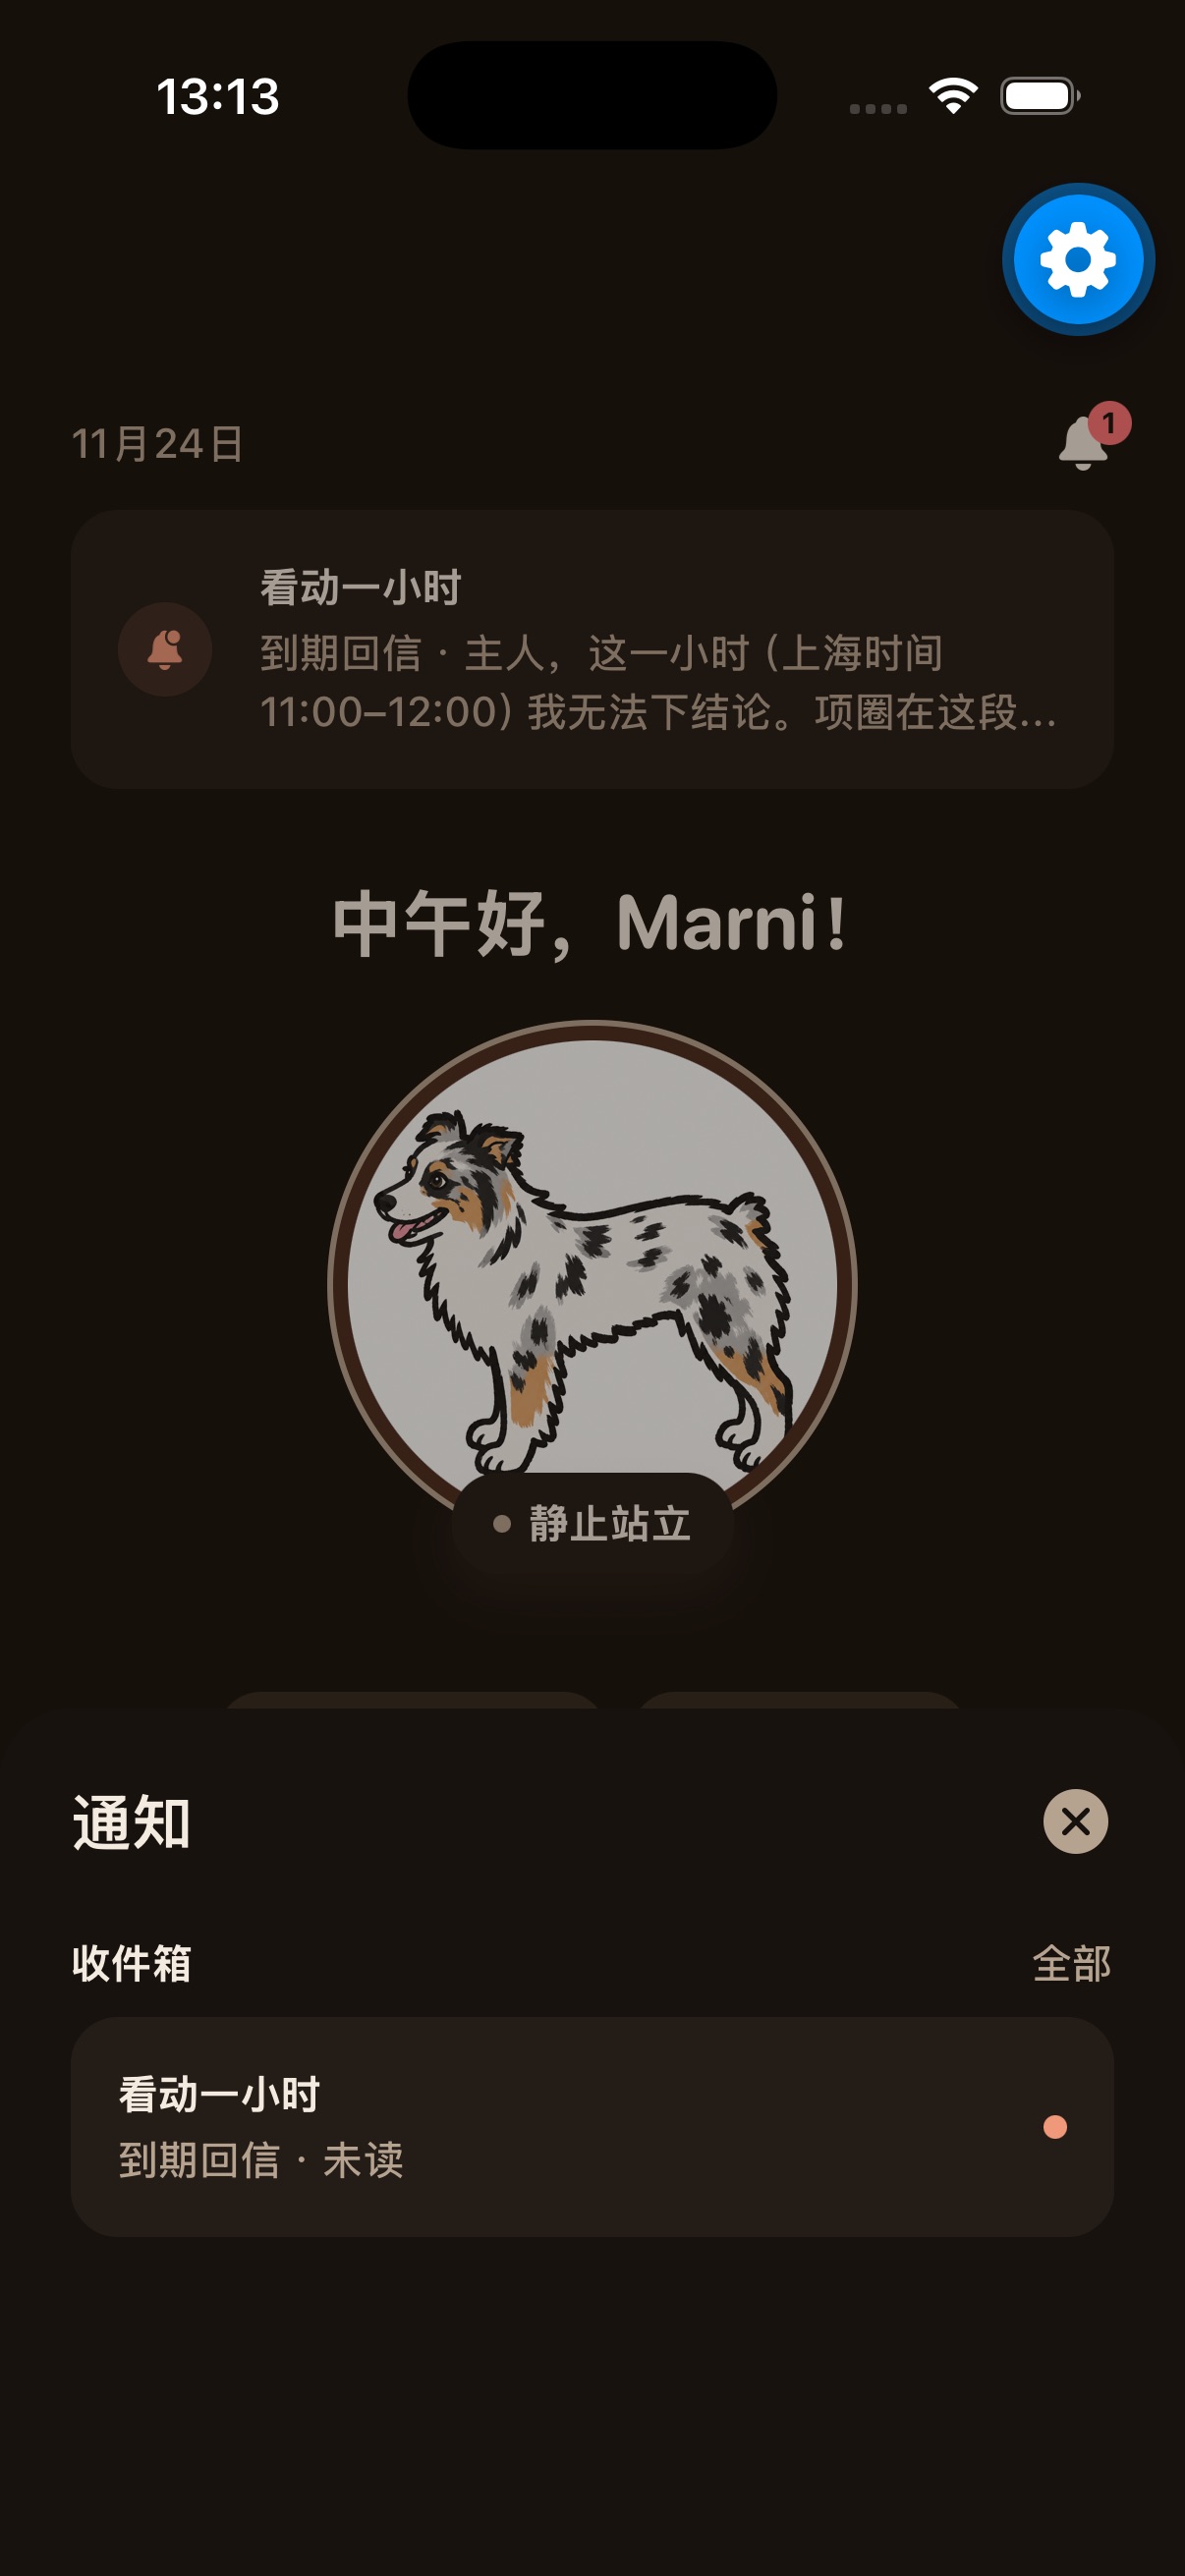 13:13
11月24日
1
看动一小时
到期回信 · 主人，这一小时 (上海时间
11:00–12:00) 我无法下结论。项圈在这段...
中午好，Marni！
静止站立
通知
收件箱
全部
看动一小时
到期回信 · 未读